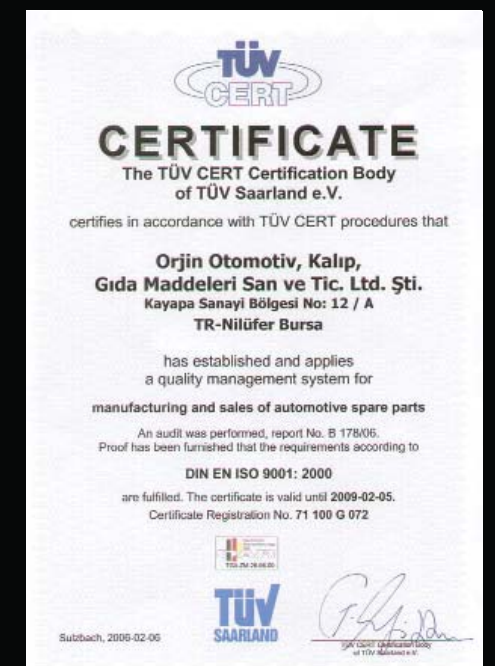 TÜV
CERT
CERTIFICATE
The TÜV CERT Certification Body
of TÜV Saarland e.V.
certifies in accordance with TÜV CERT procedures that
Orjin Otomotiv, Kalıp,
Gıda Maddeleri San ve Tic. Ltd. Şti.
Kayapa Sanayi Bölgesi No: 12 / A
TR-Nilüfer Bursa
has established and applies
a quality management system for
manufacturing and sales of automotive spare parts
An audit was performed, report No. B 178/06.
Proof has been furnished that the requirements according to
DIN EN ISO 9001: 2000
are fulfilled. The certificate is valid until 2009-02-05.
Certificate Registration No. 71 100 G 072
TÜV
SAARLAND
Sulzbach, 2006-02-06
TÜV CERT Certification Body
of TÜV Saarland e.V.